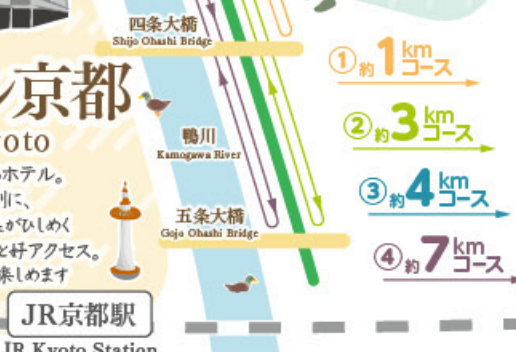 四条大橋
Shijo Ohashi Bridge
京都
鴨川
Kamogawa River
ホテル。
に、
がひしめく
と好アクセス。
楽しめます
五条大橋
Gojo Ohashi Bridge
JR京都駅
JR Kyoto Station
①約1kmコース
②約3kmコース
③約4kmコース
④約7kmコース